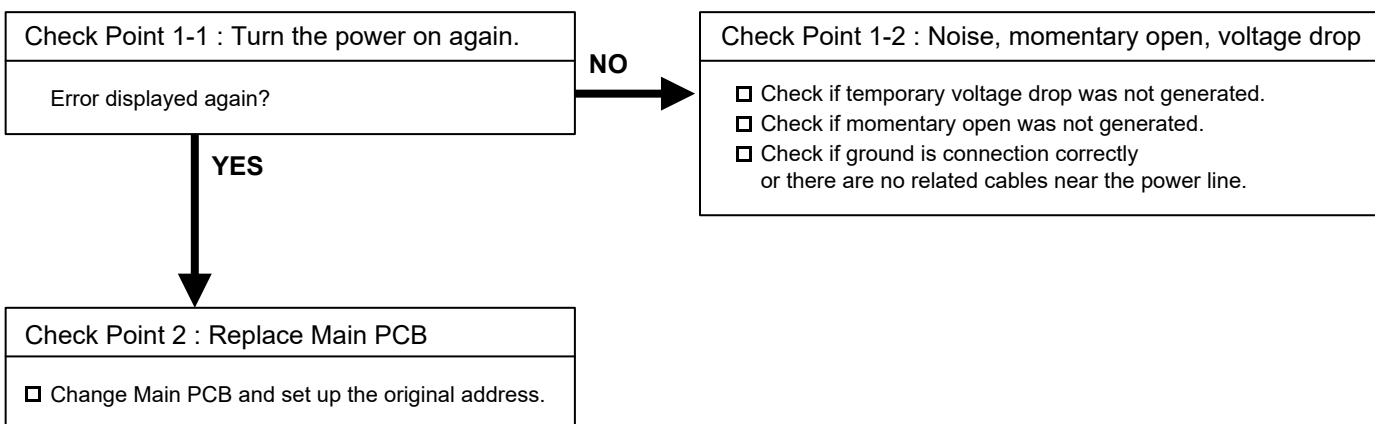 Check Point 1-1 : Turn the power on again.
Error displayed again?
NO
YES
Check Point 1-2 : Noise, momentary open, voltage drop
Check if temporary voltage drop was not generated.
Check if momentary open was not generated.
Check if ground is connection correctly
or there are no related cables near the power line.
Check Point 2 : Replace Main PCB
Change Main PCB and set up the original address.